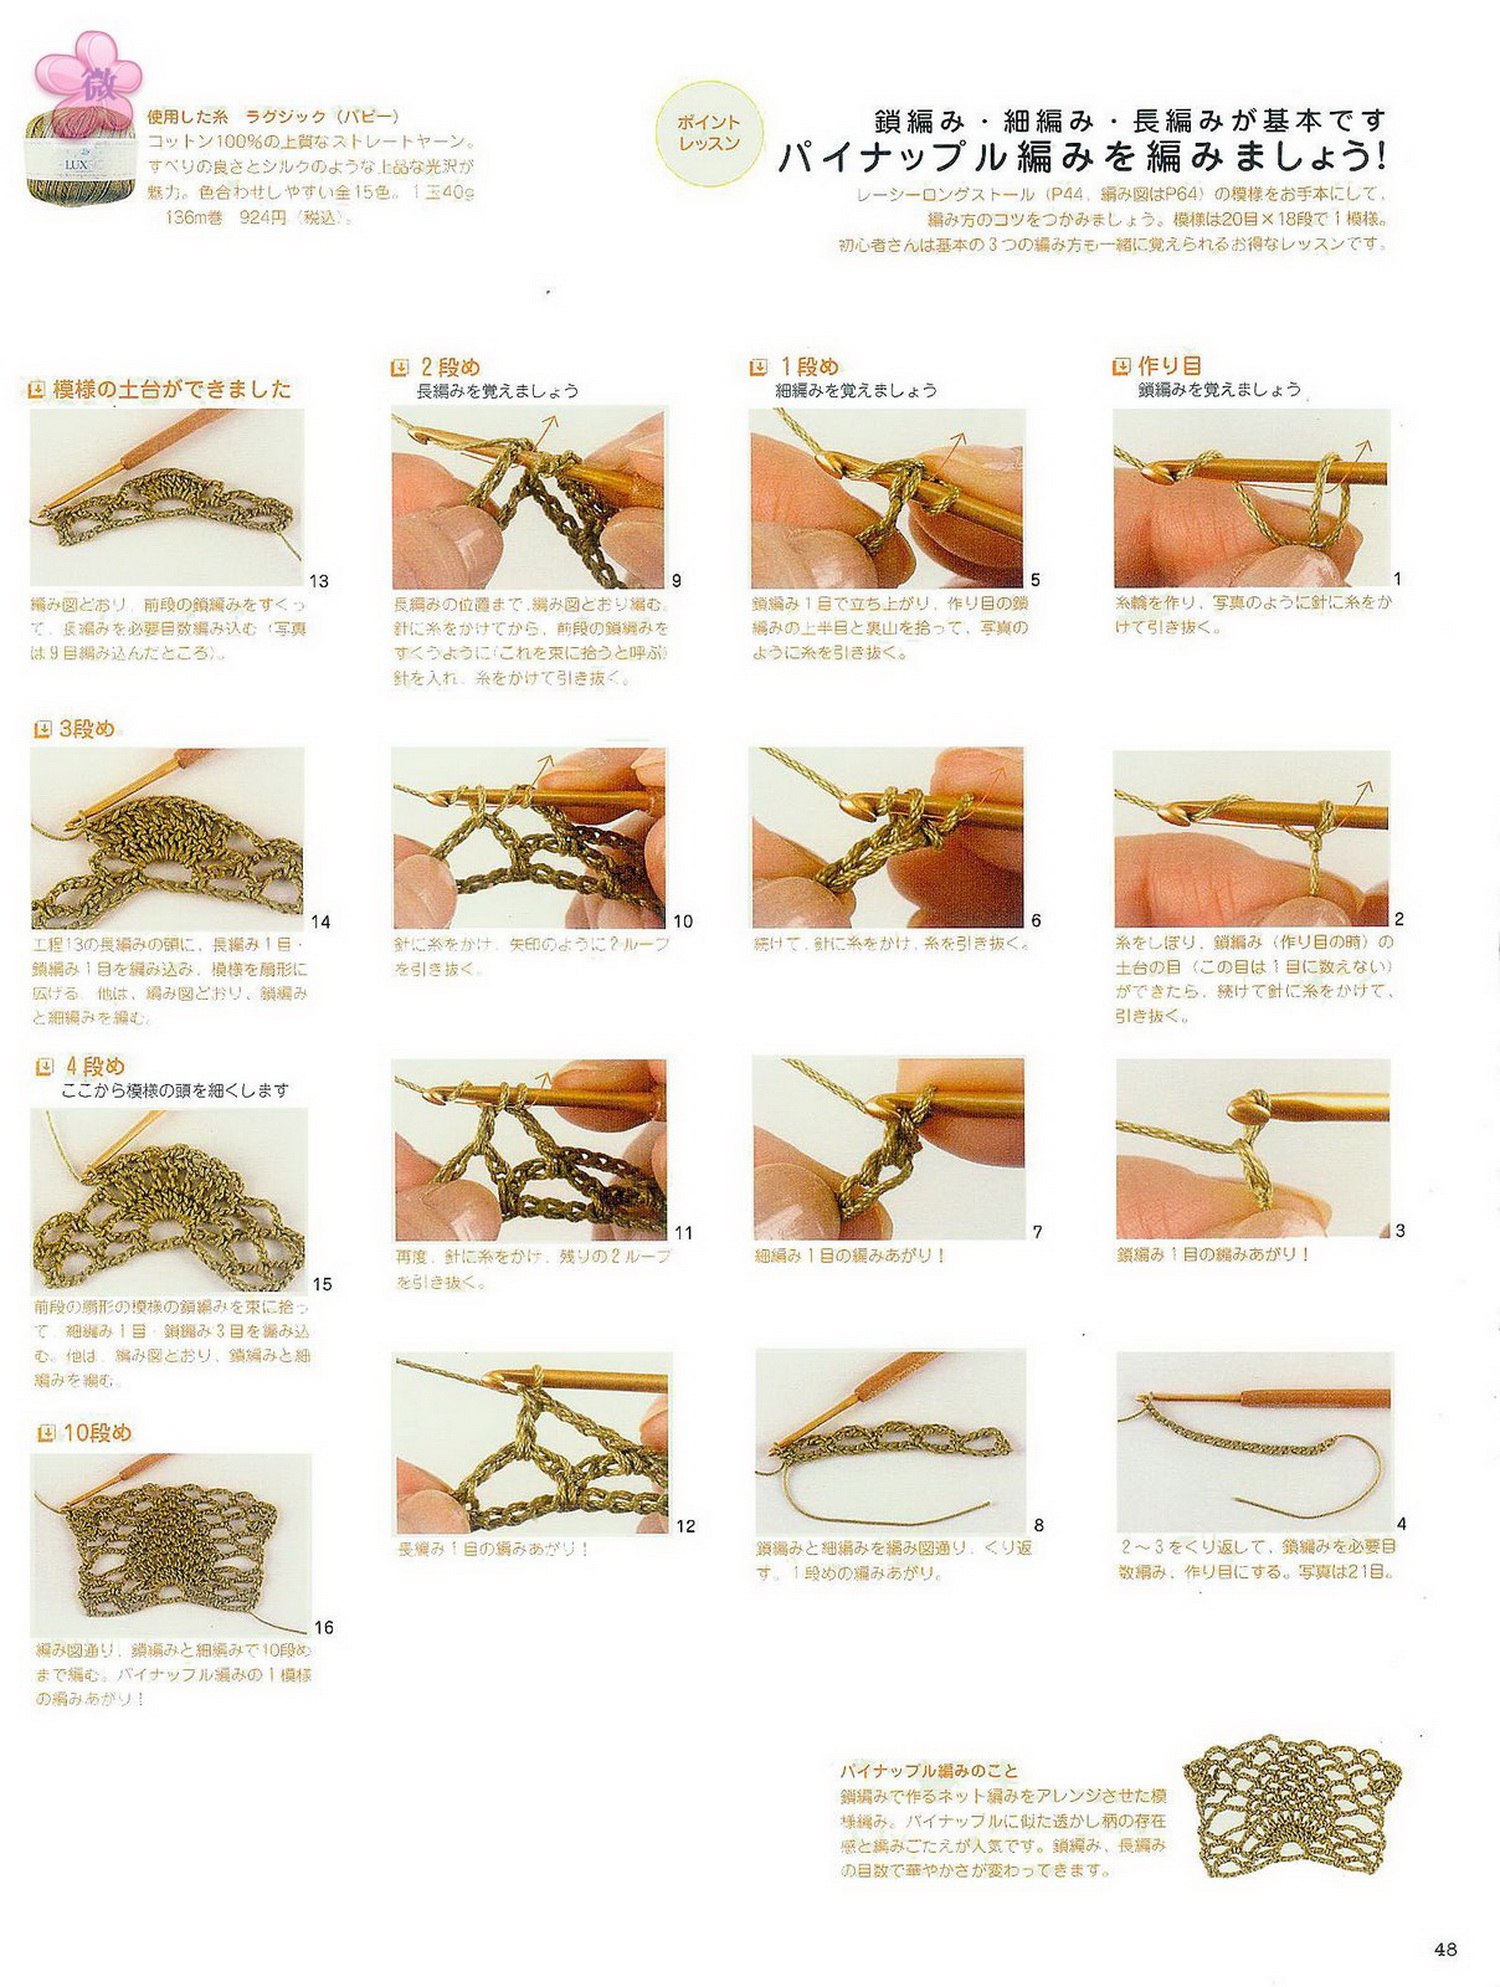 微
使用した糸　ラグジック（パピー）
コットン100%の上質なストレートヤーン。
すべりの良さとシルクのような上品な光沢が
魅力。色合わせしやすい全15色。1玉40g
136m巻　924円（税込）。
LUX
ポイント
レッスン
鎖編み・細編み・長編みが基本です
パイナップル編みを編みましょう!
レーシーロングストール（P44、編み図はP64）の模様をお手本にして、
編み方のコツをつかみましょう。模様は20目×18段で1模様。
初心者さんは基本の3つの編み方も一緒に覚えられるお得なレッスンです。
作り目
鎖編みを覚えましょう
1
糸輪を作り、写真のように針に糸をか
けて引き抜く。
2
糸をしぼり、鎖編み（作り目の時）の
土台の目（この目は1目に数えない）
ができたら、続けて針に糸をかけて、
引き抜く。
3
鎖編み1目の編みあがり!
4
2〜3をくり返して、鎖編みを必要目
数編み、作り目にする。写真は21目。
1段め
細編みを覚えましょう
5
鎖編み1目で立ち上がり、作り目の鎖
編みの上半目と裏山を拾って、写真の
ように糸を引き抜く。
6
続けて、針に糸をかけ、糸を引き抜く。
7
細編み1目の編みあがり!
8
鎖編みと細編みを編み図通り、くり返
す。1段めの編みあがり。
2段め
長編みを覚えましょう
9
長編みの位置まで、編み図とおり編む。
針に糸をかけてから、前段の鎖編みを
すくうように（これを束に拾うと呼ぶ）
針を入れ、糸をかけて引き抜く。
10
針に糸をかけ、矢印のように2ループ
を引き抜く。
11
再度、針に糸をかけ、残りの2ループ
を引き抜く。
12
長編み1目の編みあがり!
模様の土台ができました
13
編み図どおり、前段の鎖編みをすくっ
て、長編みを必要目数編み込む（写真
は9目編み込んだところ）。
3段め
14
工程13の長編みの頭に、長編み1目・
鎖編み1目を編み込み、模様を扇形に
広げる。他は、編み図どおり、鎖編み
と細編みを編む。
4段め
ここから模様の頭を細くします
15
前段の扇形の模様の鎖編みを束に拾っ
て、細編み1目・鎖編み3目を編み込
む。他は、編み図とおり、鎖編みと細
編みを編む。
10段め
16
編み図通り、鎖編みと細編みで10段め
まで編む。パイナップル編みの1模様
の編みあがり!
パイナップル編みのこと
鎖編みで作るネット編みをアレンジさせた模
様編み。パイナップルに似た透かし柄の存在
感と編みごたえが人気です。鎖編み、長編み
の目数で華やかさが変わってきます。
48